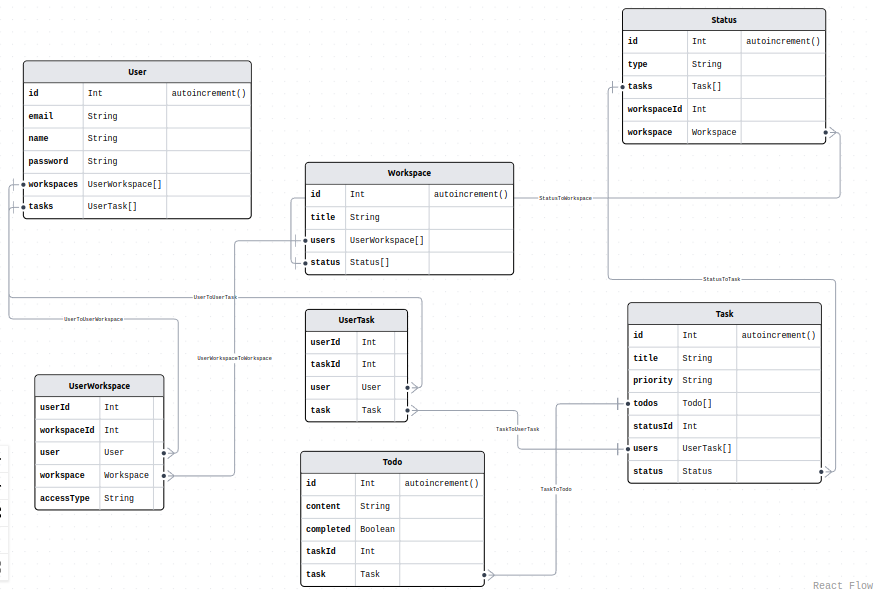 Status
id Int autoincrement()
type String
tasks Task[]
workspaceId Int
workspace Workspace
User
id Int autoincrement()
email String
name String
password String
workspaces UserWorkspace[]
tasks UserTask[]
Workspace
id Int autoincrement()
title String
users UserWorkspace[]
status Status[]
StatusToWorkspace
StatusToTask
UserToUserTask
UserToUserWorkspace
UserWorkspaceToWorkspace
UserTask
userId Int
taskId Int
user User
task Task
Task
id Int autoincrement()
title String
priority String
todos Todo[]
statusId Int
users UserTask[]
status Status
UserWorkspace
userId Int
workspaceId Int
user User
workspace Workspace
accessType String
TaskToUserTask
TaskToTodo
Todo
id Int autoincrement()
content String
completed Boolean
taskId Int
task Task
React Flow